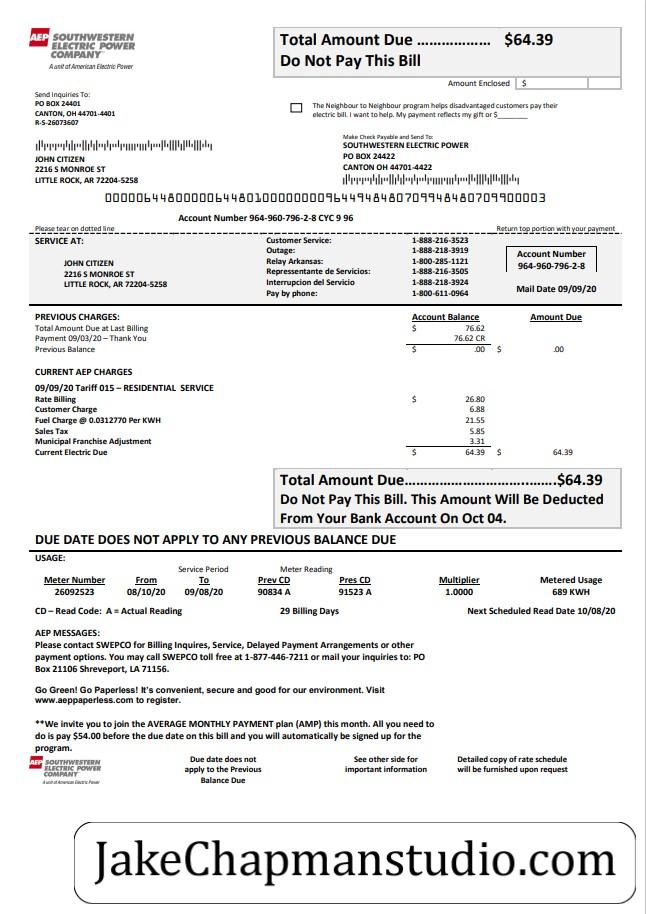 AEP SOUTHWESTERN
ELECTRIC POWER
COMPANY
A unit of American Electric Power
Total Amount Due ……………… $64.39
Do Not Pay This Bill
Amount Enclosed $
Send Inquiries To:
PO BOX 24401
CANTON, OH 44701-4401
R-S-26073607
The Neighbour to Neighbour program helps disadvantaged customers pay their
electric bill. I want to help. My payment reflects my gift or $_______
JOHN CITIZEN
2216 S MONROE ST
LITTLE ROCK, AR 72204-5258
Make Check Payable and Send To:
SOUTHWESTERN ELECTRIC POWER
PO BOX 24422
CANTON OH 44701-4422
Account Number 964-960-796-2-8 CYC 9 96
Please tear on dotted line Return top portion with your payment
SERVICE AT:
JOHN CITIZEN
2216 S MONROE ST
LITTLE ROCK, AR 72204-5258
Customer Service: 1-888-216-3523
Outage: 1-888-218-3919
Relay Arkansas: 1-800-285-1121
Representante de Servicios: 1-888-216-3505
Interrupcion del Servicio 1-888-218-3924
Pay by phone: 1-800-611-0964
Account Number
964-960-796-2-8
Mail Date 09/09/20
PREVIOUS CHARGES: Account Balance Amount Due
Total Amount Due at Last Billing $ 76.62
Payment 09/03/20 – Thank You 76.62 CR
Previous Balance $ .00 $ .00
CURRENT AEP CHARGES
09/09/20 Tariff 015 – RESIDENTIAL SERVICE
Rate Billing $ 26.80
Customer Charge 6.88
Fuel Charge @ 0.0312770 Per KWH 21.55
Sales Tax 5.85
Municipal Franchise Adjustment 3.31
Current Electric Due $ 64.39 $ 64.39
Total Amount Due……………………………….$64.39
Do Not Pay This Bill. This Amount Will Be Deducted
From Your Bank Account On Oct 04.
DUE DATE DOES NOT APPLY TO ANY PREVIOUS BALANCE DUE
USAGE:
Service Period Meter Reading
Meter Number From To Prev CD Pres CD Multiplier Metered Usage
26092523 08/10/20 09/08/20 90834 A 91523 A 1.0000 689 KWH
CD – Read Code: A = Actual Reading 29 Billing Days Next Scheduled Read Date 10/08/20
AEP MESSAGES:
Please contact SWEPCO for Billing Inquires, Service, Delayed Payment Arrangements or other
payment options. You may call SWEPCO toll free at 1-877-446-7211 or mail your inquiries to: PO
Box 21106 Shreveport, LA 71156.
Go Green! Go Paperless! It's convenient, secure and good for our environment. Visit
www.aeppaperless.com to register.
**We invite you to join the AVERAGE MONTHLY PAYMENT plan (AMP) this month. All you need to
do is pay $54.00 before the due date on this bill and you will automatically be signed up for the
program.
AEP SOUTHWESTERN
ELECTRIC POWER
COMPANY
A unit of American Electric Power
Due date does not
apply to the Previous
Balance Due
See other side for
important information
Detailed copy of rate schedule
will be furnished upon request
JakeChapmanstudio.com